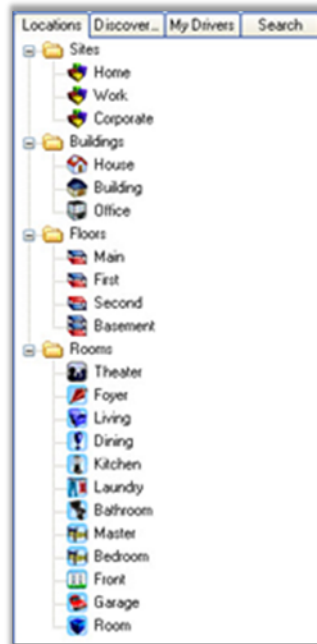 Locations Discover... My Drivers Search
Sites
Home
Work
Corporate
Buildings
House
Building
Office
Floors
Main
First
Second
Basement
Rooms
Theater
Foyer
Living
Dining
Kitchen
Laundry
Bathroom
Master
Bedroom
Front
Garage
Room